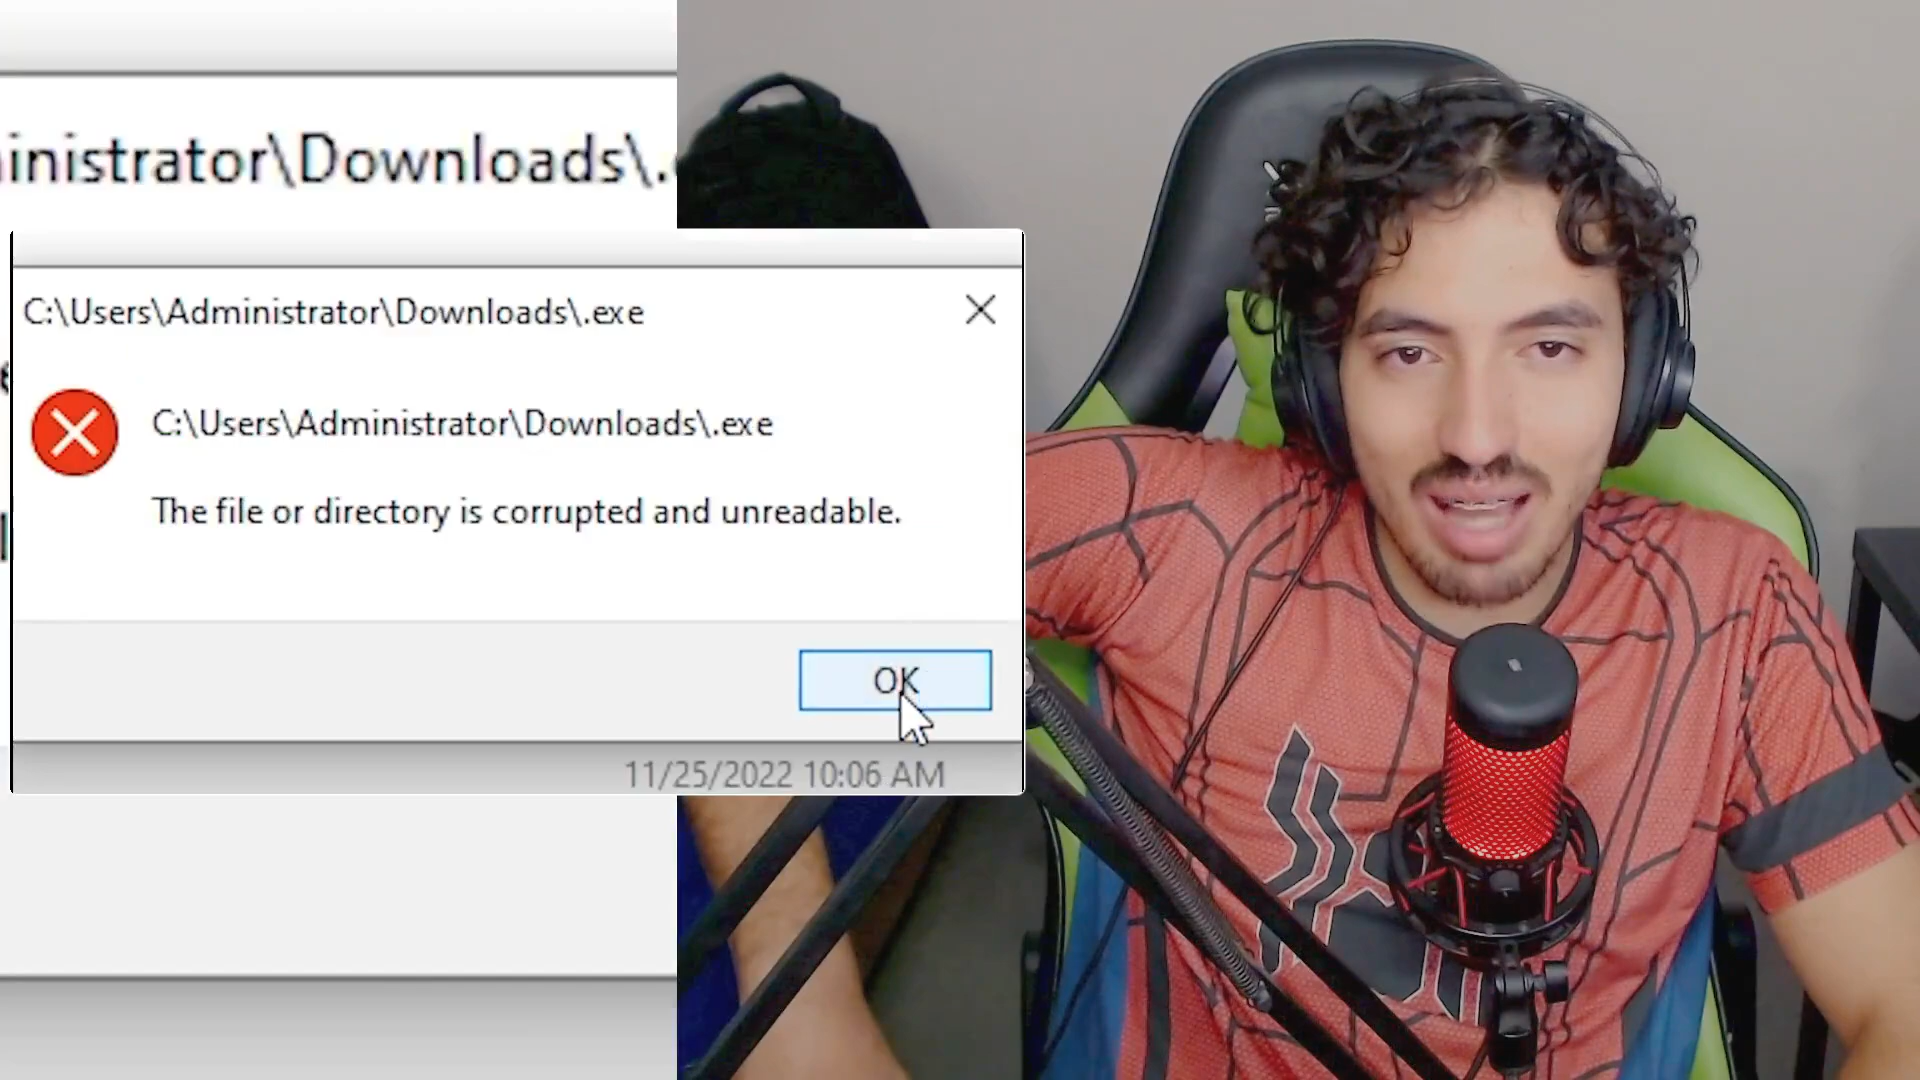 inistrator\Downloads\.
C:\Users\Administrator\Downloads\.exe
C:\Users\Administrator\Downloads\.exe
The file or directory is corrupted and unreadable.
OK
11/25/2022 10:06 AM